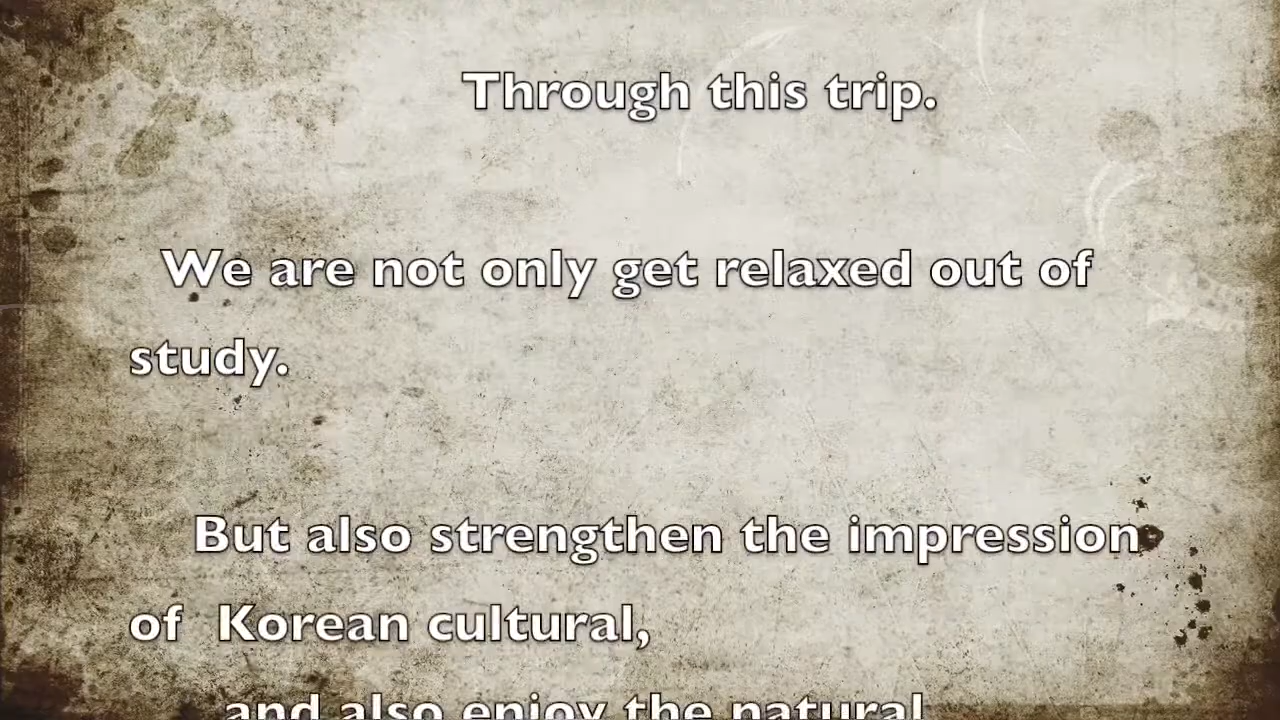 Through this trip.
We are not only get relaxed out of
study.
But also strengthen the impression
of Korean cultural,
and also enjoy the natural